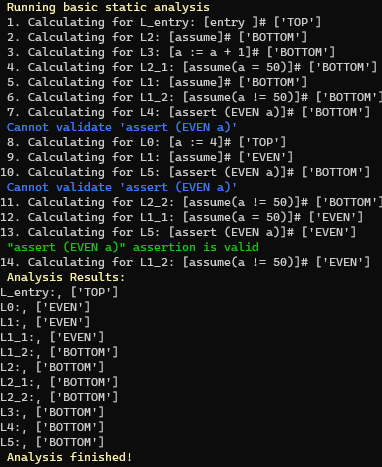 Running basic static analysis
1. Calculating for L_entry: [entry ]# ['TOP']
2. Calculating for L2: [assume]# ['BOTTOM']
3. Calculating for L3: [a := a + 1]# ['BOTTOM']
4. Calculating for L2_1: [assume(a = 50)]# ['BOTTOM']
5. Calculating for L1: [assume]# ['BOTTOM']
6. Calculating for L1_2: [assume(a != 50)]# ['BOTTOM']
7. Calculating for L4: [assert (EVEN a)]# ['BOTTOM']
Cannot validate 'assert (EVEN a)'
8. Calculating for L0: [a := 4]# ['TOP']
9. Calculating for L1: [assume]# ['EVEN']
10. Calculating for L5: [assert (EVEN a)]# ['BOTTOM']
Cannot validate 'assert (EVEN a)'
11. Calculating for L2_2: [assume(a != 50)]# ['BOTTOM']
12. Calculating for L1_1: [assume(a = 50)]# ['EVEN']
13. Calculating for L5: [assert (EVEN a)]# ['EVEN']
"assert (EVEN a)" assertion is valid
14. Calculating for L1_2: [assume(a != 50)]# ['EVEN']
Analysis Results:
L_entry:, ['TOP']
L0:, ['EVEN']
L1:, ['EVEN']
L1_1:, ['EVEN']
L1_2:, ['BOTTOM']
L2:, ['BOTTOM']
L2_1:, ['BOTTOM']
L2_2:, ['BOTTOM']
L3:, ['BOTTOM']
L4:, ['BOTTOM']
L5:, ['BOTTOM']
Analysis finished!